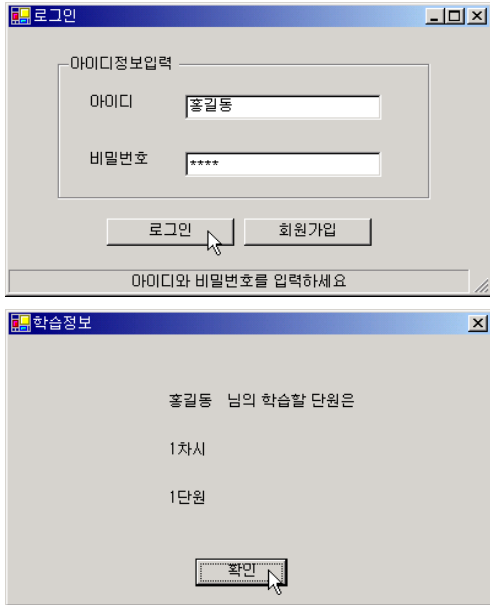 로그인
아이디정보입력
아이디 홍길동
비밀번호 ****
로그인 회원가입
아이디와 비밀번호를 입력하세요
학습정보
홍길동 님의 학습할 단원은
1차시
1단원
확인